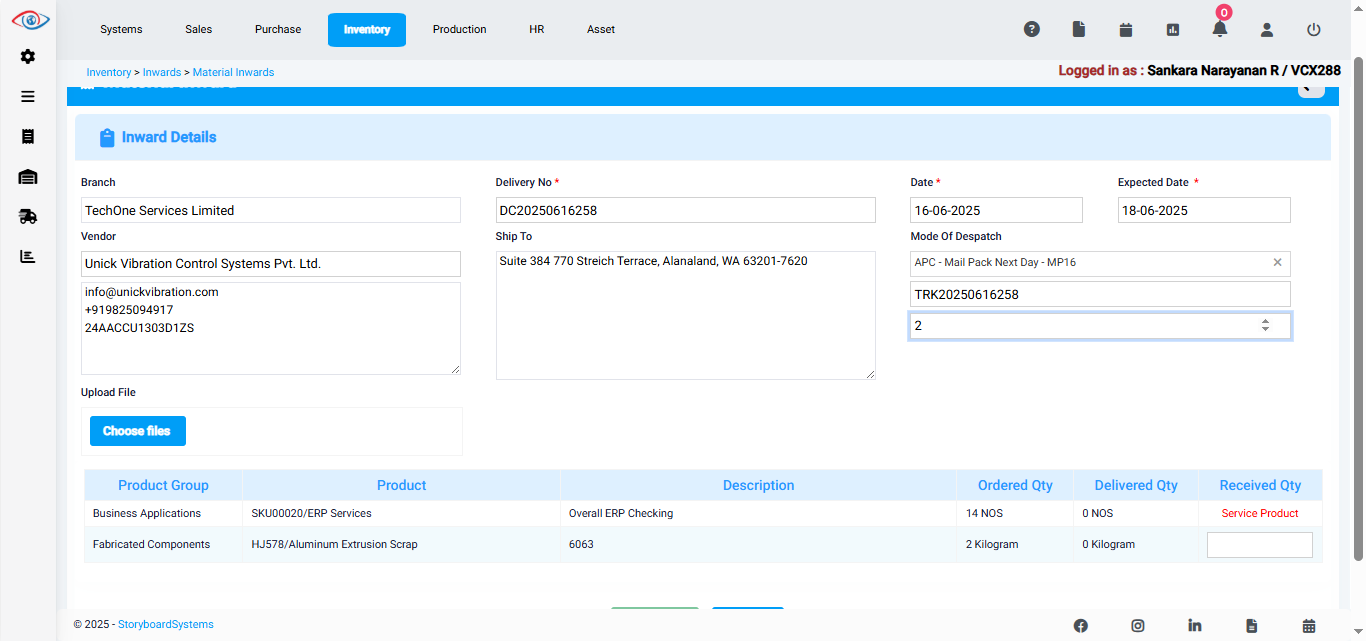 Systems Sales Purchase Inventory Production HR Asset
0
Inventory > Inwards > Material Inwards
Logged in as : Sankara Narayanan R / VCX288
Inward Details
Branch
TechOne Services Limited
Delivery No *
DC20250616258
Date *
16-06-2025
Expected Date *
18-06-2025
Vendor
Unick Vibration Control Systems Pvt. Ltd.
info@unickvibration.com
+919825094917
24AACCU1303D1ZS
Ship To
Suite 384 770 Streich Terrace, Alanaland, WA 63201-7620
Mode Of Despatch
APC - Mail Pack Next Day - MP16
TRK20250616258
2
Upload File
Choose files
Product Group Product Description Ordered Qty Delivered Qty Received Qty
Business Applications SKU00020/ERP Services Overall ERP Checking 14 NOS 0 NOS Service Product
Fabricated Components HJ578/Aluminum Extrusion Scrap 6063 2 Kilogram 0 Kilogram
© 2025 - StoryboardSystems